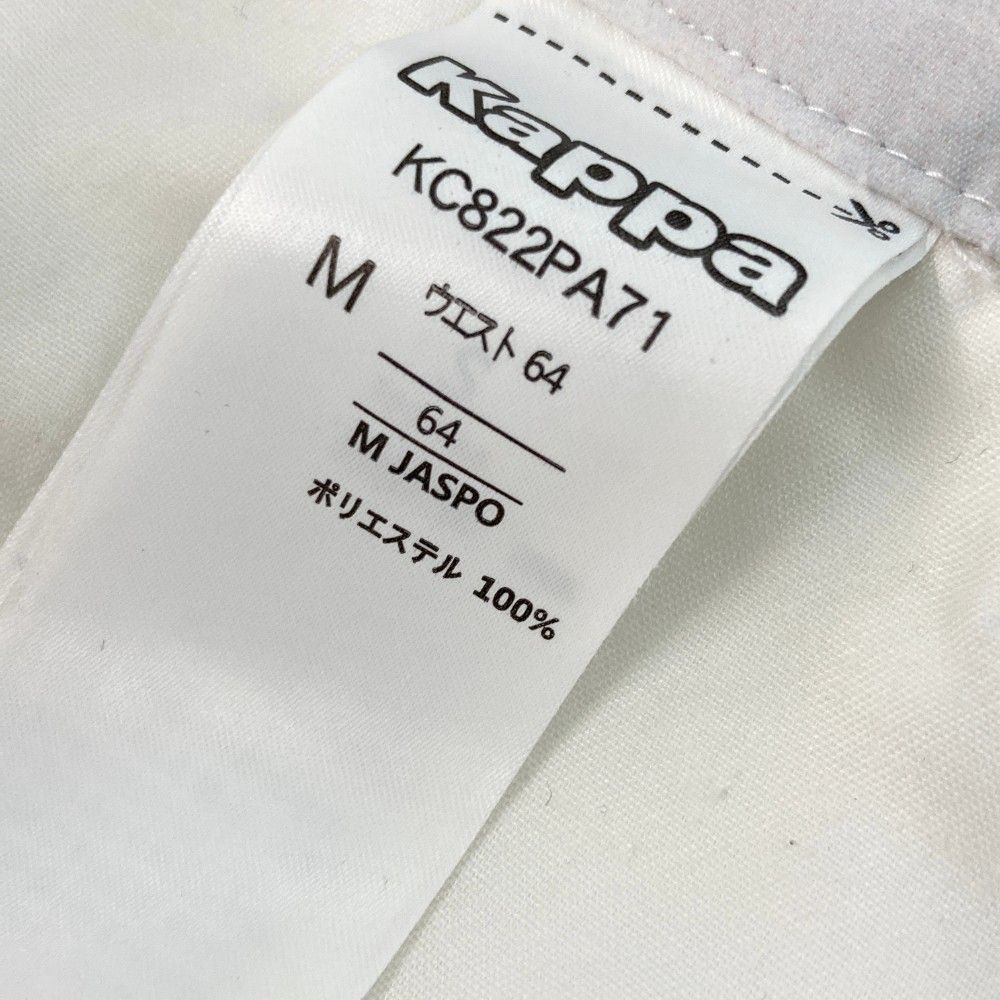 Kappa
KC822PA71
M ウエスト 64
64
M JASPO
ポリエステル 100%